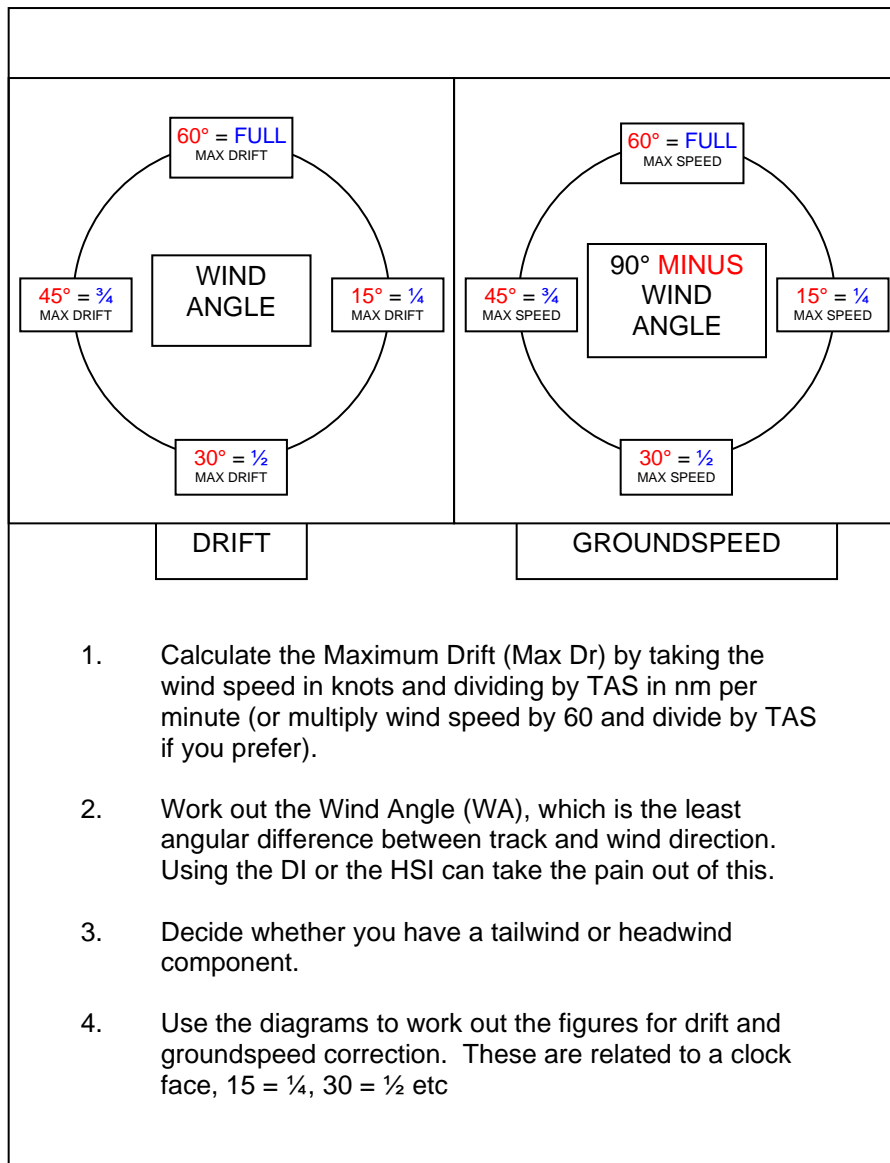 60° = FULL
MAX DRIFT
45° = ¾
MAX DRIFT
WIND
ANGLE
15° = ¼
MAX DRIFT
30° = ½
MAX DRIFT
DRIFT
60° = FULL
MAX SPEED
45° = ¾
MAX SPEED
90° MINUS
WIND
ANGLE
15° = ¼
MAX SPEED
30° = ½
MAX SPEED
GROUNDSPEED
1. Calculate the Maximum Drift (Max Dr) by taking the
wind speed in knots and dividing by TAS in nm per
minute (or multiply wind speed by 60 and divide by TAS
if you prefer).
2. Work out the Wind Angle (WA), which is the least
angular difference between track and wind direction.
Using the DI or the HSI can take the pain out of this.
3. Decide whether you have a tailwind or headwind
component.
4. Use the diagrams to work out the figures for drift and
groundspeed correction. These are related to a clock
face, 15 = ¼, 30 = ½ etc